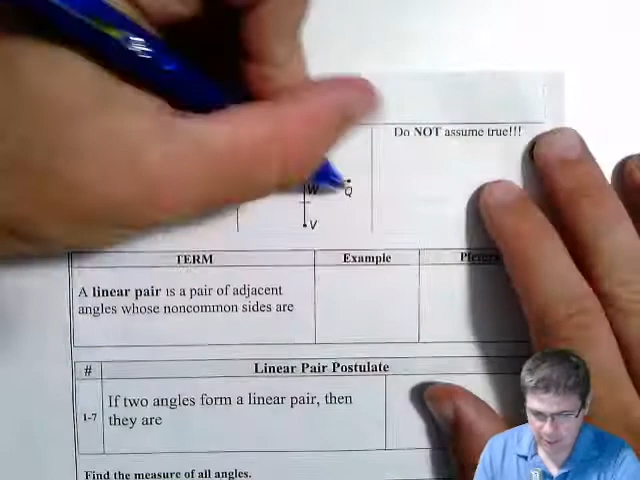 Do NOT assume true!!!
W
Q
V
TERM
Example
A linear pair is a pair of adjacent
angles whose noncommon sides are
#
Linear Pair Postulate
1-7
If two angles form a linear pair, then
they are
Find the measure of all angles.